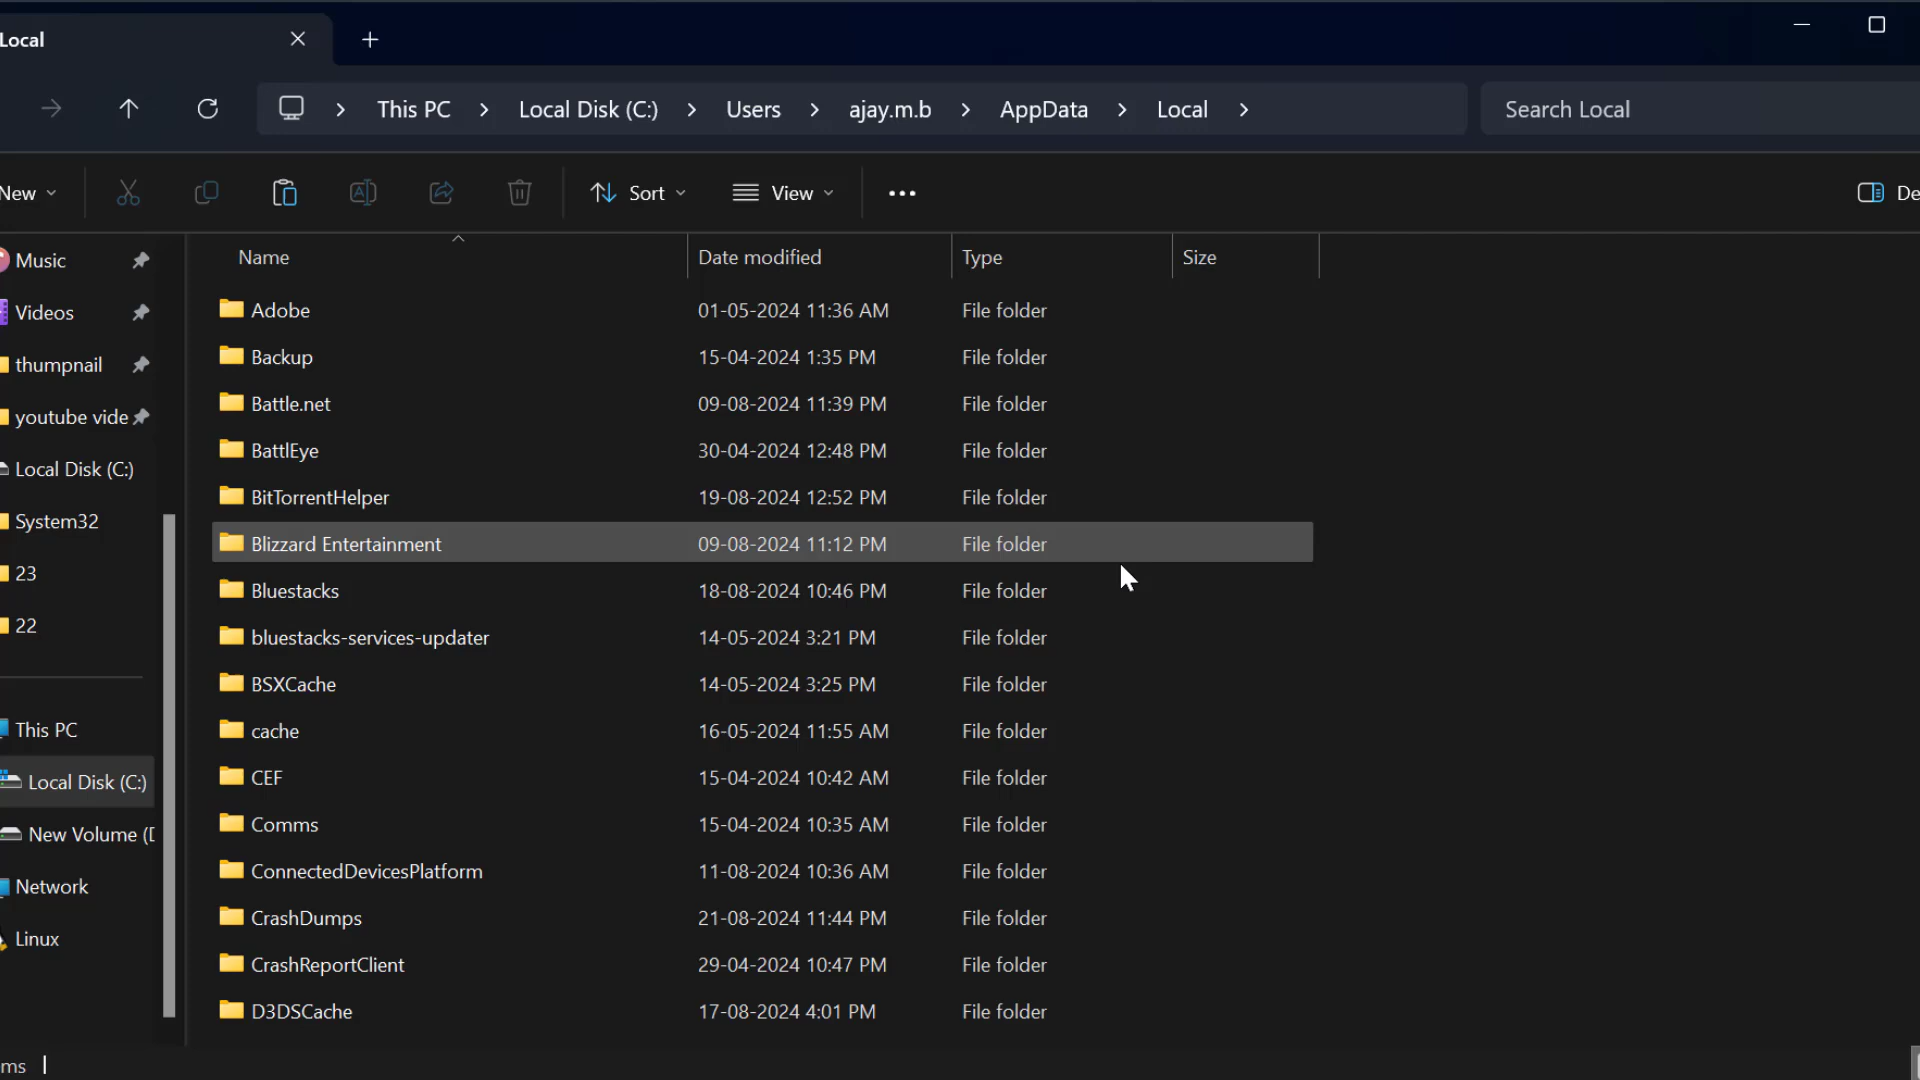 Local
This PC > Local Disk (C:) > Users > ajay.m.b > AppData > Local >
Search Local
New
Sort
View
De
Music
Videos
thumpnail
youtube vide
Local Disk (C:)
System32
23
22
This PC
Local Disk (C:)
New Volume (D
Network
Linux
Name Date modified Type Size
Adobe 01-05-2024 11:36 AM File folder
Backup 15-04-2024 1:35 PM File folder
Battle.net 09-08-2024 11:39 PM File folder
BattlEye 30-04-2024 12:48 PM File folder
BitTorrentHelper 19-08-2024 12:52 PM File folder
Blizzard Entertainment 09-08-2024 11:12 PM File folder
Bluestacks 18-08-2024 10:46 PM File folder
bluestacks-services-updater 14-05-2024 3:21 PM File folder
BSXCache 14-05-2024 3:25 PM File folder
cache 16-05-2024 11:55 AM File folder
CEF 15-04-2024 10:42 AM File folder
Comms 15-04-2024 10:35 AM File folder
ConnectedDevicesPlatform 11-08-2024 10:36 AM File folder
CrashDumps 21-08-2024 11:44 PM File folder
CrashReportClient 29-04-2024 10:47 PM File folder
D3DSCache 17-08-2024 4:01 PM File folder
ms